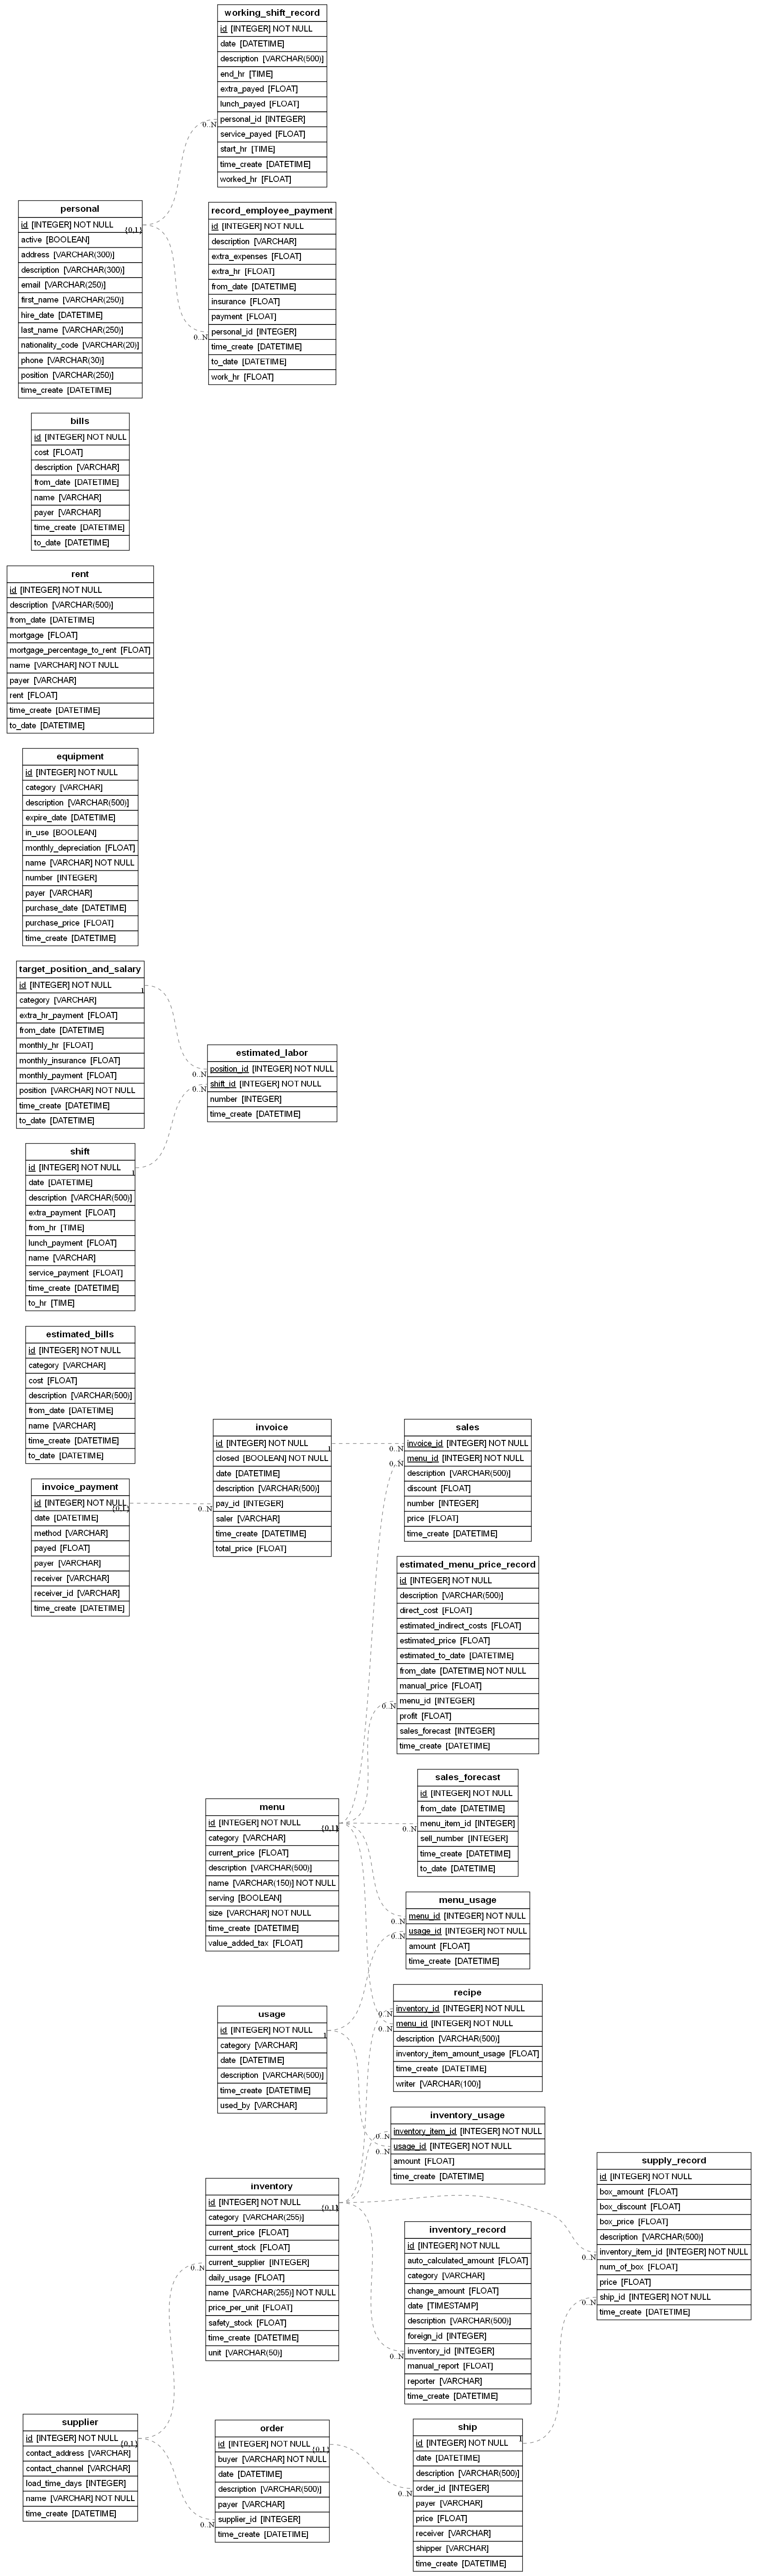 working_shift_record
id [INTEGER] NOT NULL
date [DATETIME]
description [VARCHAR(500)]
end_hr [TIME]
extra_payed [FLOAT]
lunch_payed [FLOAT]
personal_id [INTEGER]
0..N
service_payed [FLOAT]
start_hr [TIME]
time_create [DATETIME]
worked_hr [FLOAT]
personal
id [INTEGER] NOT NULL
{0,1}
active [BOOLEAN]
address [VARCHAR(300)]
description [VARCHAR(300)]
email [VARCHAR(250)]
first_name [VARCHAR(250)]
hire_date [DATETIME]
last_name [VARCHAR(250)]
nationality_code [VARCHAR(20)]
phone [VARCHAR(30)]
position [VARCHAR(250)]
time_create [DATETIME]
record_employee_payment
id [INTEGER] NOT NULL
description [VARCHAR]
extra_expenses [FLOAT]
extra_hr [FLOAT]
from_date [DATETIME]
insurance [FLOAT]
payment [FLOAT]
personal_id [INTEGER]
0..N
time_create [DATETIME]
to_date [DATETIME]
work_hr [FLOAT]
bills
id [INTEGER] NOT NULL
cost [FLOAT]
description [VARCHAR]
from_date [DATETIME]
name [VARCHAR]
payer [VARCHAR]
time_create [DATETIME]
to_date [DATETIME]
rent
id [INTEGER] NOT NULL
description [VARCHAR(500)]
from_date [DATETIME]
mortgage [FLOAT]
mortgage_percentage_to_rent [FLOAT]
name [VARCHAR] NOT NULL
payer [VARCHAR]
rent [FLOAT]
time_create [DATETIME]
to_date [DATETIME]
equipment
id [INTEGER] NOT NULL
category [VARCHAR]
description [VARCHAR(500)]
expire_date [DATETIME]
in_use [BOOLEAN]
monthly_depreciation [FLOAT]
name [VARCHAR] NOT NULL
number [INTEGER]
payer [VARCHAR]
purchase_date [DATETIME]
purchase_price [FLOAT]
time_create [DATETIME]
target_position_and_salary
id [INTEGER] NOT NULL
1
category [VARCHAR]
extra_hr_payment [FLOAT]
from_date [DATETIME]
monthly_hr [FLOAT]
monthly_insurance [FLOAT]
monthly_payment [FLOAT]
position [VARCHAR] NOT NULL
time_create [DATETIME]
to_date [DATETIME]
estimated_labor
position_id [INTEGER] NOT NULL
0..N
shift_id [INTEGER] NOT NULL
0..N
number [INTEGER]
time_create [DATETIME]
shift
id [INTEGER] NOT NULL
1
date [DATETIME]
description [VARCHAR(500)]
extra_payment [FLOAT]
from_hr [TIME]
lunch_payment [FLOAT]
name [VARCHAR]
service_payment [FLOAT]
time_create [DATETIME]
to_hr [TIME]
estimated_bills
id [INTEGER] NOT NULL
category [VARCHAR]
cost [FLOAT]
description [VARCHAR(500)]
from_date [DATETIME]
name [VARCHAR]
time_create [DATETIME]
to_date [DATETIME]
invoice_payment
id [INTEGER] NOT NULL
{0,1}
date [DATETIME]
method [VARCHAR]
payed [FLOAT]
payer [VARCHAR]
receiver [VARCHAR]
receiver_id [VARCHAR]
time_create [DATETIME]
invoice
id [INTEGER] NOT NULL
1
closed [BOOLEAN] NOT NULL
date [DATETIME]
description [VARCHAR(500)]
pay_id [INTEGER]
0..N
saler [VARCHAR]
time_create [DATETIME]
total_price [FLOAT]
sales
invoice_id [INTEGER] NOT NULL
0..N
menu_id [INTEGER] NOT NULL
0..N
description [VARCHAR(500)]
discount [FLOAT]
number [INTEGER]
price [FLOAT]
time_create [DATETIME]
estimated_menu_price_record
id [INTEGER] NOT NULL
description [VARCHAR(500)]
direct_cost [FLOAT]
estimated_indirect_costs [FLOAT]
estimated_price [FLOAT]
estimated_to_date [DATETIME]
from_date [DATETIME] NOT NULL
manual_price [FLOAT]
menu_id [INTEGER]
0..N
profit [FLOAT]
sales_forecast [INTEGER]
time_create [DATETIME]
sales_forecast
id [INTEGER] NOT NULL
from_date [DATETIME]
menu_item_id [INTEGER]
0..N
sell_number [INTEGER]
time_create [DATETIME]
to_date [DATETIME]
menu
id [INTEGER] NOT NULL
{0,1}
category [VARCHAR]
current_price [FLOAT]
description [VARCHAR(500)]
name [VARCHAR(150)] NOT NULL
serving [BOOLEAN]
size [VARCHAR] NOT NULL
time_create [DATETIME]
value_added_tax [FLOAT]
menu_usage
menu_id [INTEGER] NOT NULL
0..N
usage_id [INTEGER] NOT NULL
0..N
amount [FLOAT]
time_create [DATETIME]
recipe
inventory_id [INTEGER] NOT NULL
0..N
menu_id [INTEGER] NOT NULL
0..N
description [VARCHAR(500)]
inventory_item_amount_usage [FLOAT]
time_create [DATETIME]
writer [VARCHAR(100)]
usage
id [INTEGER] NOT NULL
1
category [VARCHAR]
date [DATETIME]
description [VARCHAR(500)]
time_create [DATETIME]
used_by [VARCHAR]
inventory_usage
inventory_item_id [INTEGER] NOT NULL
0..N
usage_id [INTEGER] NOT NULL
0..N
amount [FLOAT]
time_create [DATETIME]
inventory
id [INTEGER] NOT NULL
{0,1}
category [VARCHAR(255)]
current_price [FLOAT]
current_stock [FLOAT]
current_supplier [INTEGER]
0..N
daily_usage [FLOAT]
name [VARCHAR(255)] NOT NULL
price_per_unit [FLOAT]
safety_stock [FLOAT]
time_create [DATETIME]
unit [VARCHAR(50)]
supply_record
id [INTEGER] NOT NULL
box_amount [FLOAT]
box_discount [FLOAT]
box_price [FLOAT]
description [VARCHAR(500)]
inventory_item_id [INTEGER] NOT NULL
0..N
num_of_box [FLOAT]
price [FLOAT]
ship_id [INTEGER] NOT NULL
0..N
time_create [DATETIME]
inventory_record
id [INTEGER] NOT NULL
auto_calculated_amount [FLOAT]
category [VARCHAR]
change_amount [FLOAT]
date [TIMESTAMP]
description [VARCHAR(500)]
foreign_id [INTEGER]
inventory_id [INTEGER]
0..N
manual_report [FLOAT]
reporter [VARCHAR]
time_create [DATETIME]
supplier
id [INTEGER] NOT NULL
{0,1}
contact_address [VARCHAR]
contact_channel [VARCHAR]
load_time_days [INTEGER]
name [VARCHAR] NOT NULL
time_create [DATETIME]
order
id [INTEGER] NOT NULL
{0,1}
buyer [VARCHAR] NOT NULL
date [DATETIME]
description [VARCHAR(500)]
payer [VARCHAR]
supplier_id [INTEGER]
0..N
time_create [DATETIME]
ship
id [INTEGER] NOT NULL
1
date [DATETIME]
description [VARCHAR(500)]
order_id [INTEGER]
0..N
payer [VARCHAR]
price [FLOAT]
receiver [VARCHAR]
shipper [VARCHAR]
time_create [DATETIME]